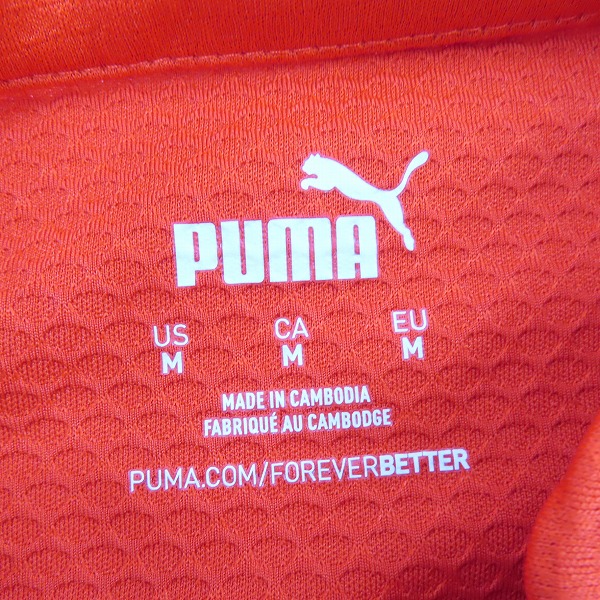 PUMA
US CA EU
M M M
MADE IN CAMBODIA
FABRIQUÉ AU CAMBODGE
PUMA.COM/FOREVERBETTER